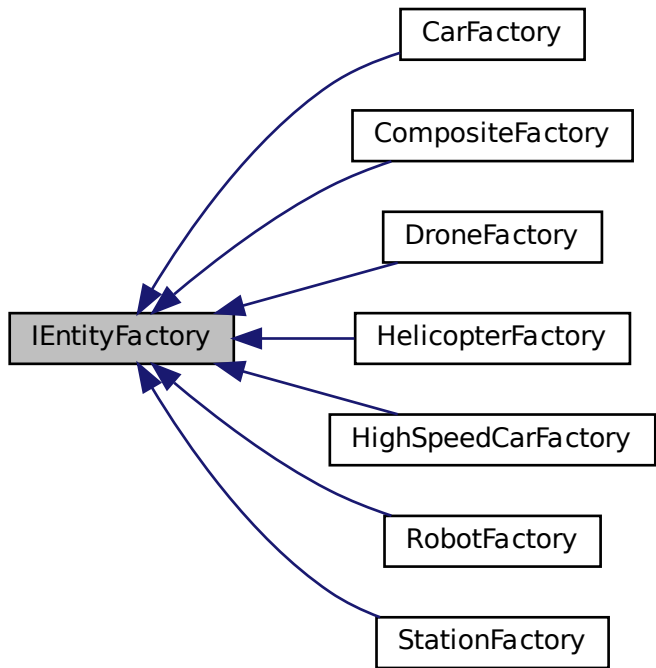 CarFactory
CompositeFactory
DroneFactory
IEntityFactory
HelicopterFactory
HighSpeedCarFactory
RobotFactory
StationFactory